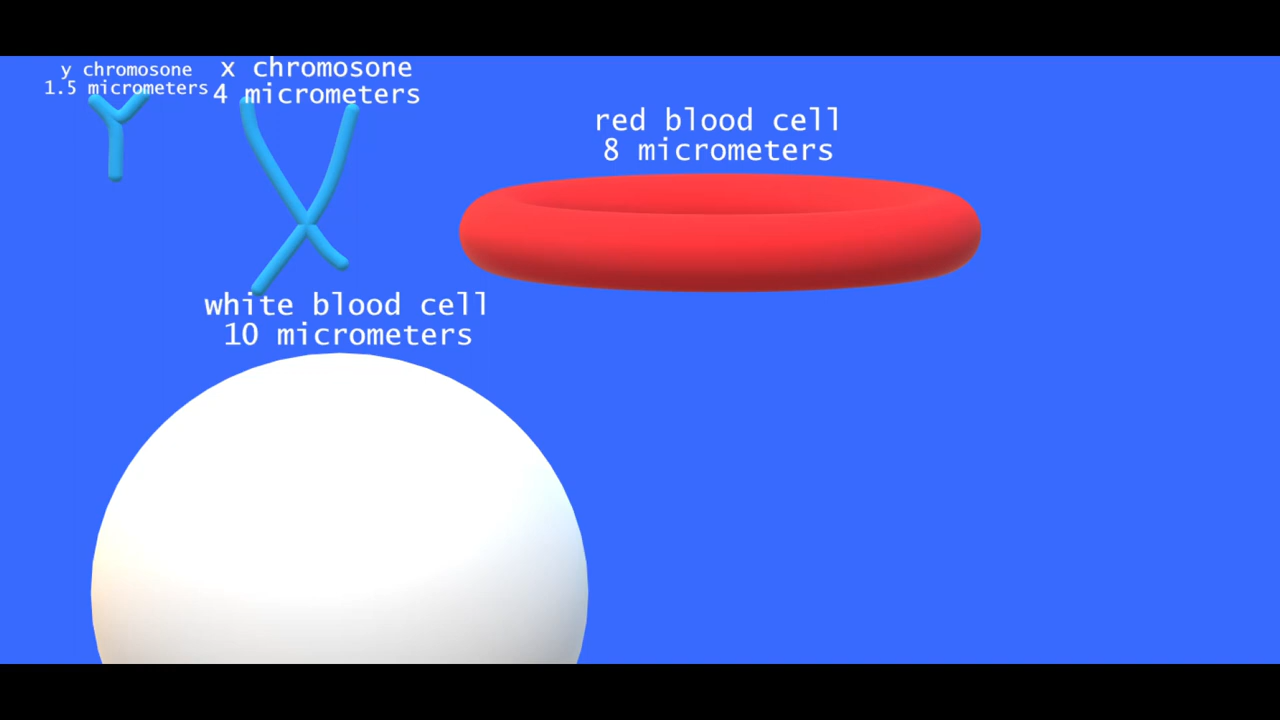 y chromosone
1.5 micrometers
x chromosone
4 micrometers
red blood cell
8 micrometers
white blood cell
10 micrometers